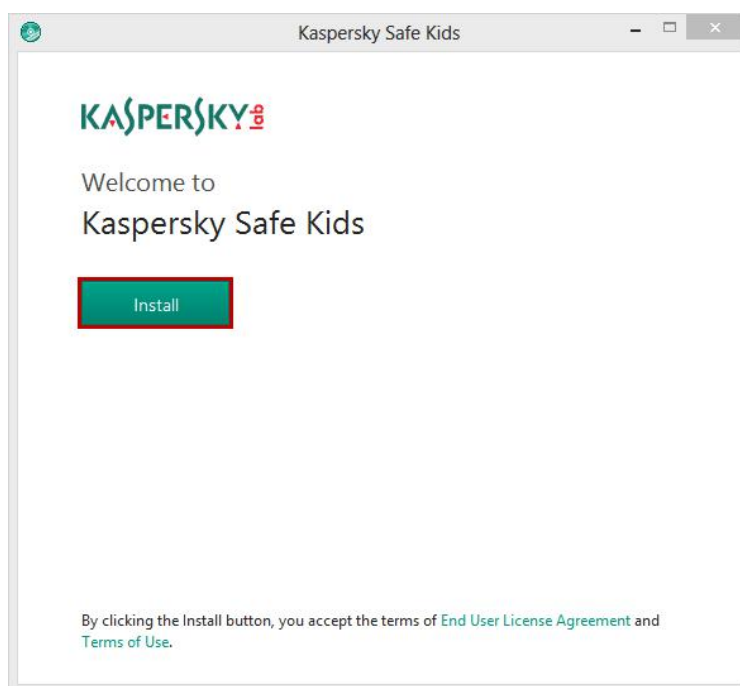 Kaspersky Safe Kids
KASPERSKY lab
Welcome to
Kaspersky Safe Kids
Install
By clicking the Install button, you accept the terms of End User License Agreement and
Terms of Use.